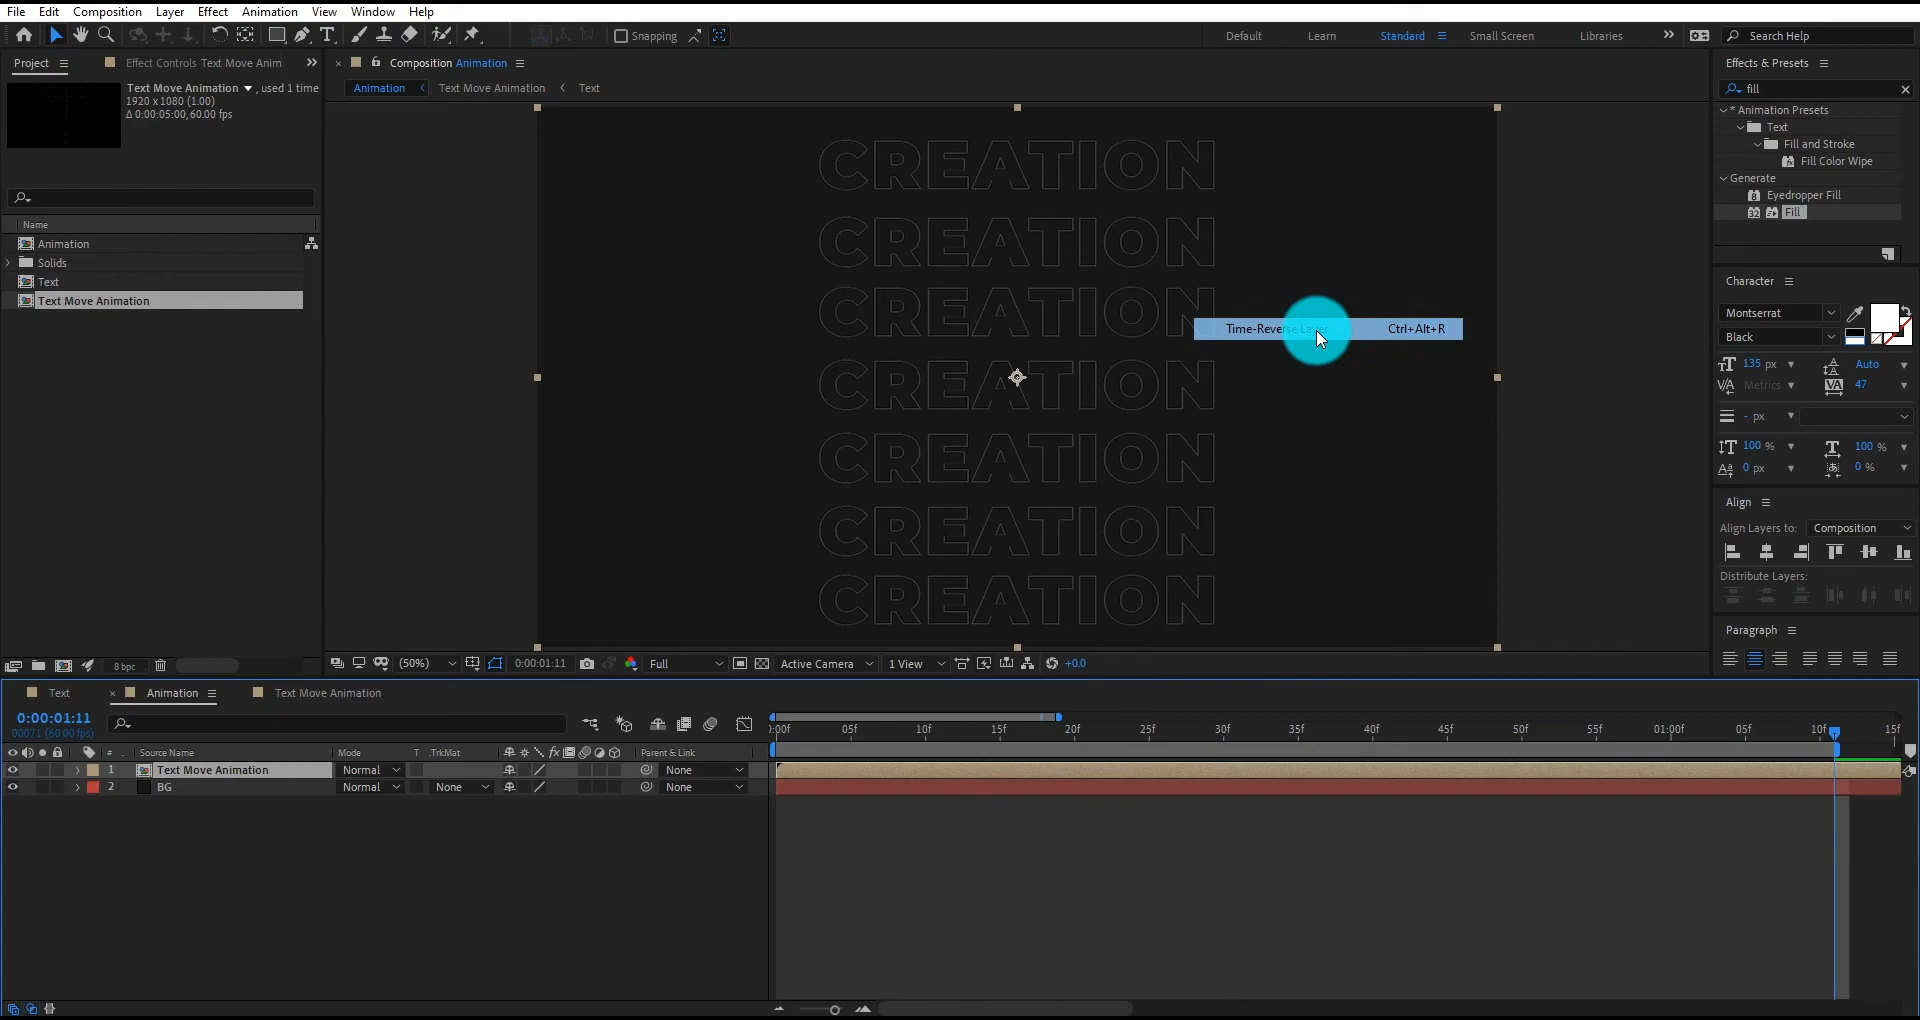 File Edit Composition Layer Effect Animation View Window Help
Snapping Default Learn Standard Small Screen Libraries Search Help
Project Effect Controls Text Move Anim
Composition Animation
Effects & Presets
Text Move Animation , used 1 time
1920 x 1080 (1.00)
Δ 0:00:05:00, 60.00 fps
Animation Text Move Animation Text
fill
* Animation Presets
Text
Fill and Stroke
Fill Color Wipe
Generate
Eyedropper Fill
32 Fill
Name
Animation
Solids
Text
Text Move Animation
CREATION
CREATION
CREATION
CREATION
CREATION
CREATION
CREATION
Time-Reverse Layer Ctrl+Alt+R
Character
Montserrat
Black
135 px Auto
Metrics 47
- px
100 % 100 %
0 px 0 %
Align
Align Layers to: Composition
Distribute Layers:
Paragraph
8 bpc
(50%) 0:00:01:11 Full Active Camera 1 View +0.0
Text Animation Text Move Animation
0:00:01:11
00071 (60.00 fps)
):00f 05f 10f 15f 20f 25f 30f 35f 40f 45f 50f 55f 01:00f 05f 10f 15f
# Source Name Mode T .TrkMat Parent & Link
1 Text Move Animation Normal None
2 BG Normal None None